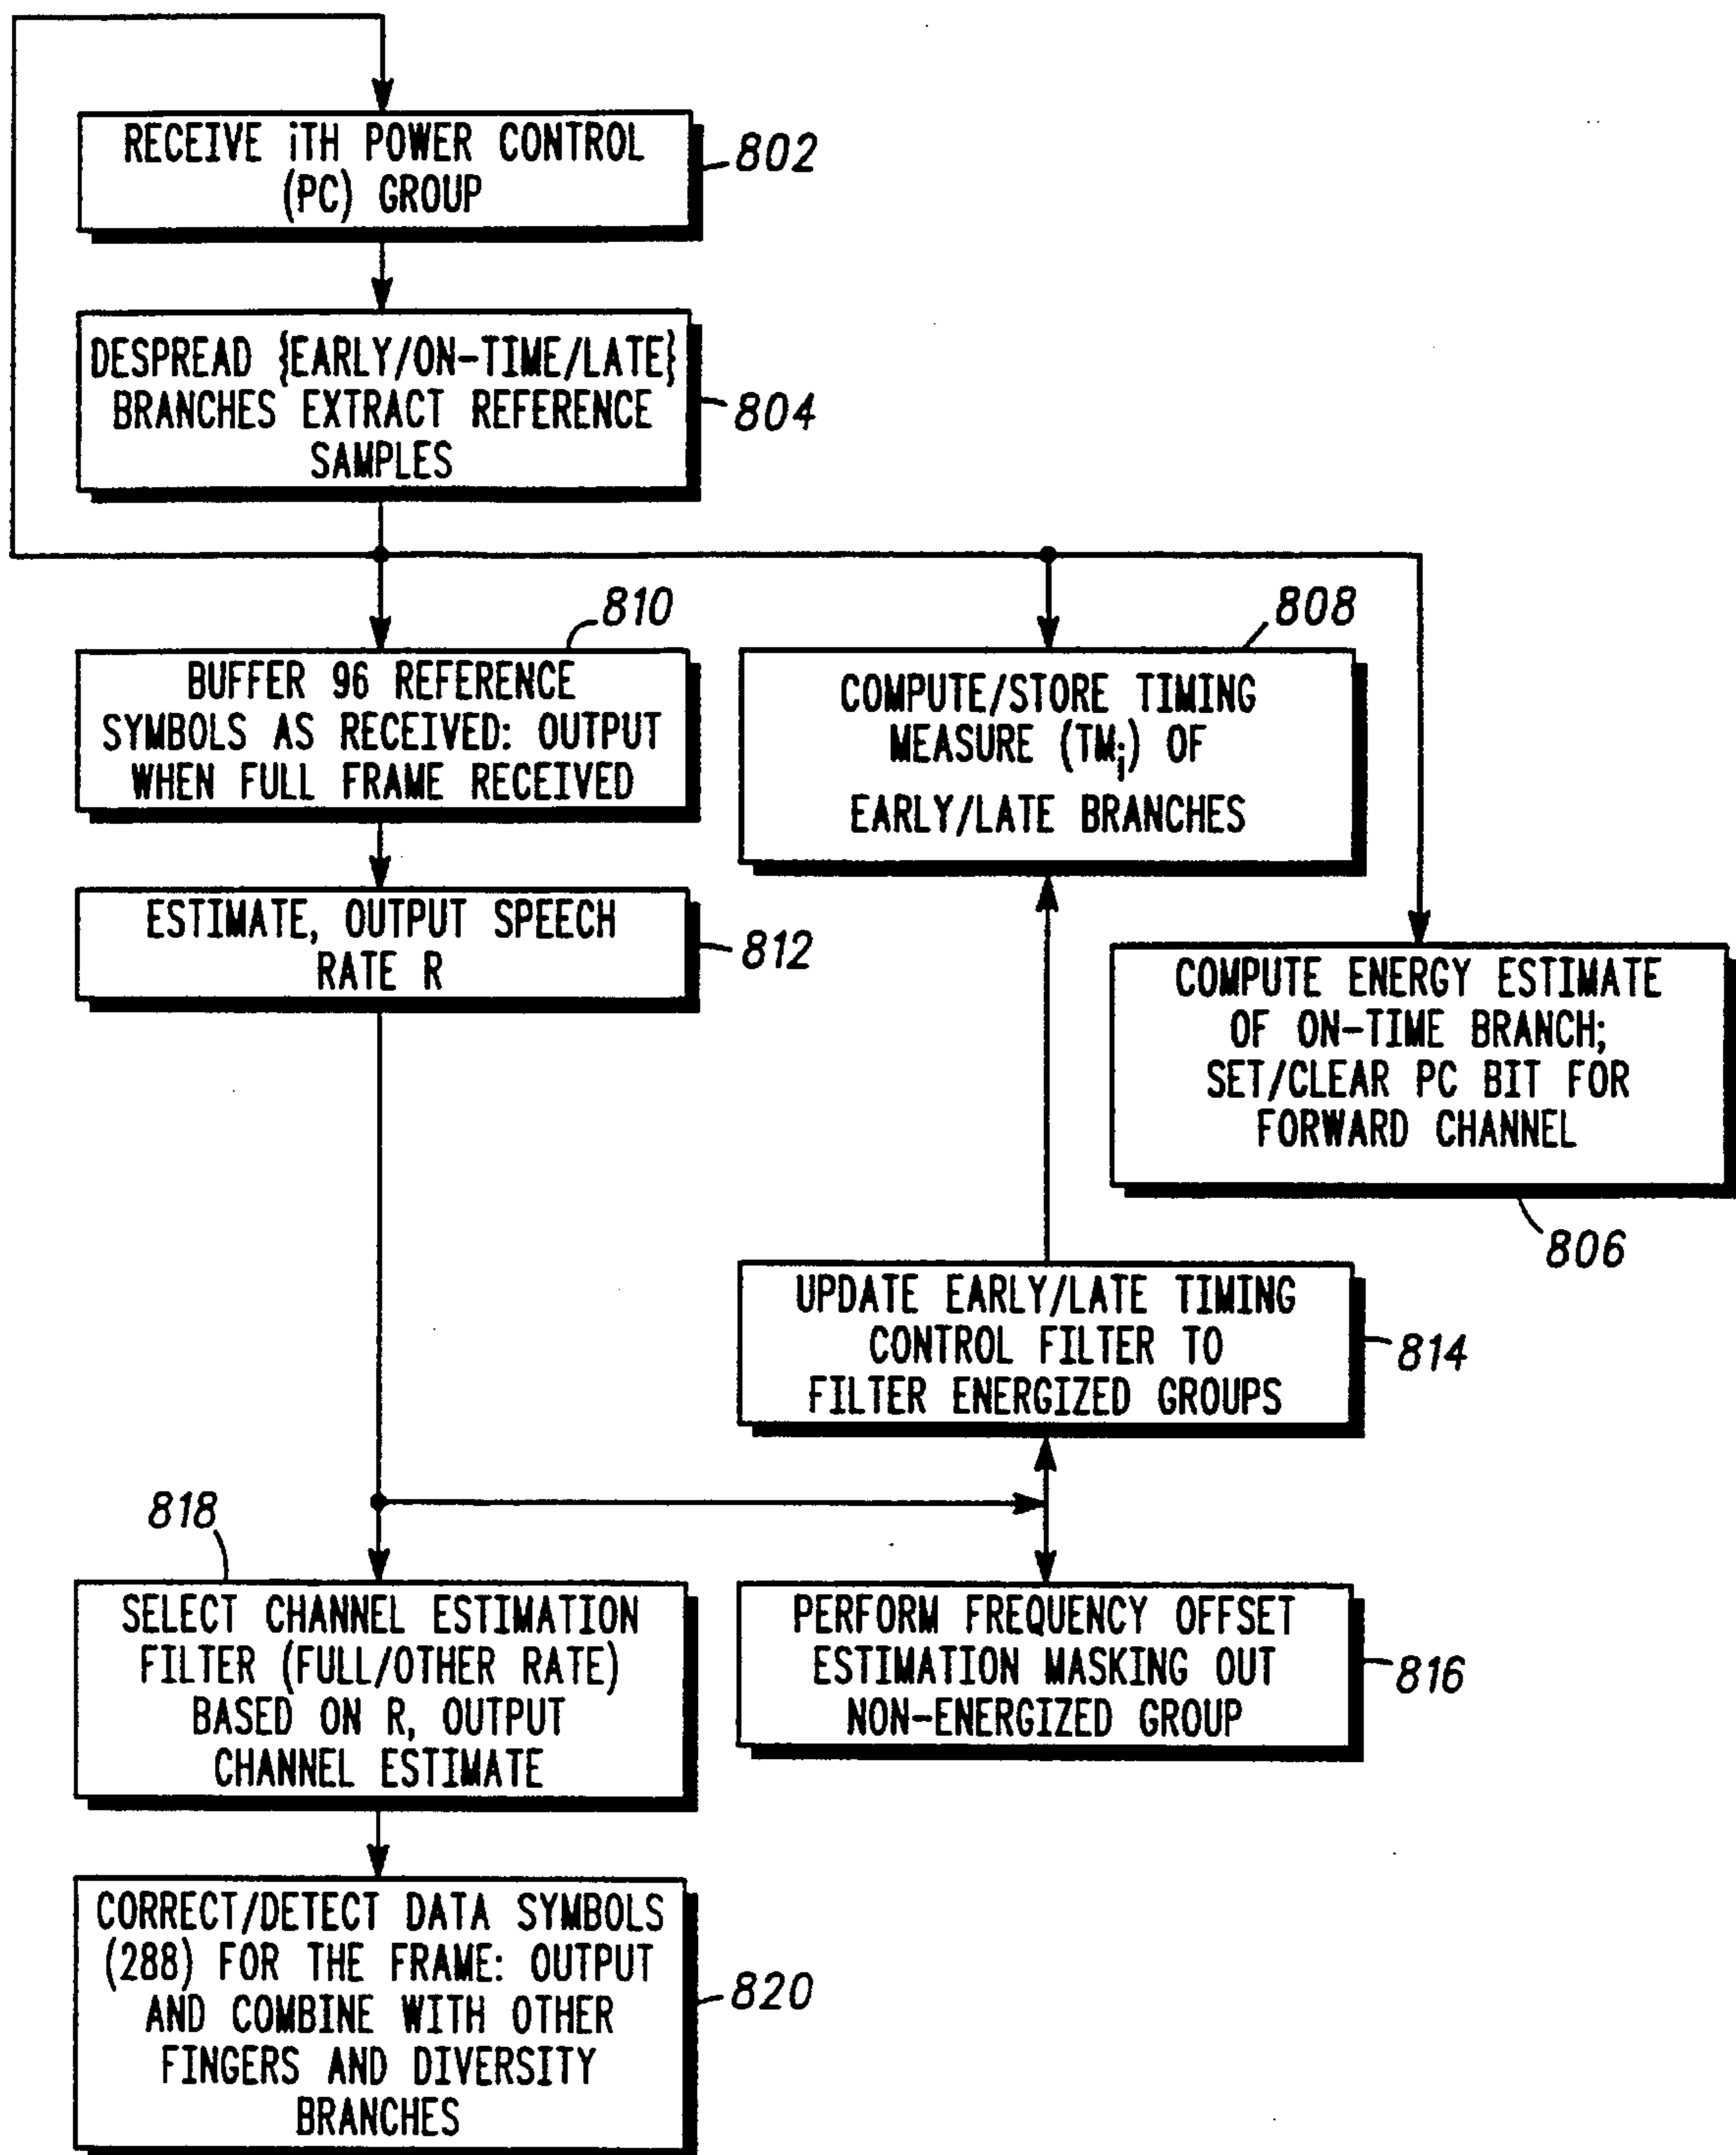 RECEIVE iTH POWER CONTROL
(PC) GROUP
802
DESPREAD {EARLY/ON-TIME/LATE}
BRANCHES EXTRACT REFERENCE
SAMPLES
804
810
BUFFER 96 REFERENCE
SYMBOLS AS RECEIVED: OUTPUT
WHEN FULL FRAME RECEIVED
808
COMPUTE/STORE TIMING
MEASURE (TMi) OF
EARLY/LATE BRANCHES
ESTIMATE, OUTPUT SPEECH
RATE R
812
COMPUTE ENERGY ESTIMATE
OF ON-TIME BRANCH;
SET/CLEAR PC BIT FOR
FORWARD CHANNEL
806
UPDATE EARLY/LATE TIMING
CONTROL FILTER TO
FILTER ENERGIZED GROUPS
814
818
SELECT CHANNEL ESTIMATION
FILTER (FULL/OTHER RATE)
BASED ON R, OUTPUT
CHANNEL ESTIMATE
PERFORM FREQUENCY OFFSET
ESTIMATION MASKING OUT
NON-ENERGIZED GROUP
816
CORRECT/DETECT DATA SYMBOLS
(288) FOR THE FRAME: OUTPUT
AND COMBINE WITH OTHER
FINGERS AND DIVERSITY
BRANCHES
820